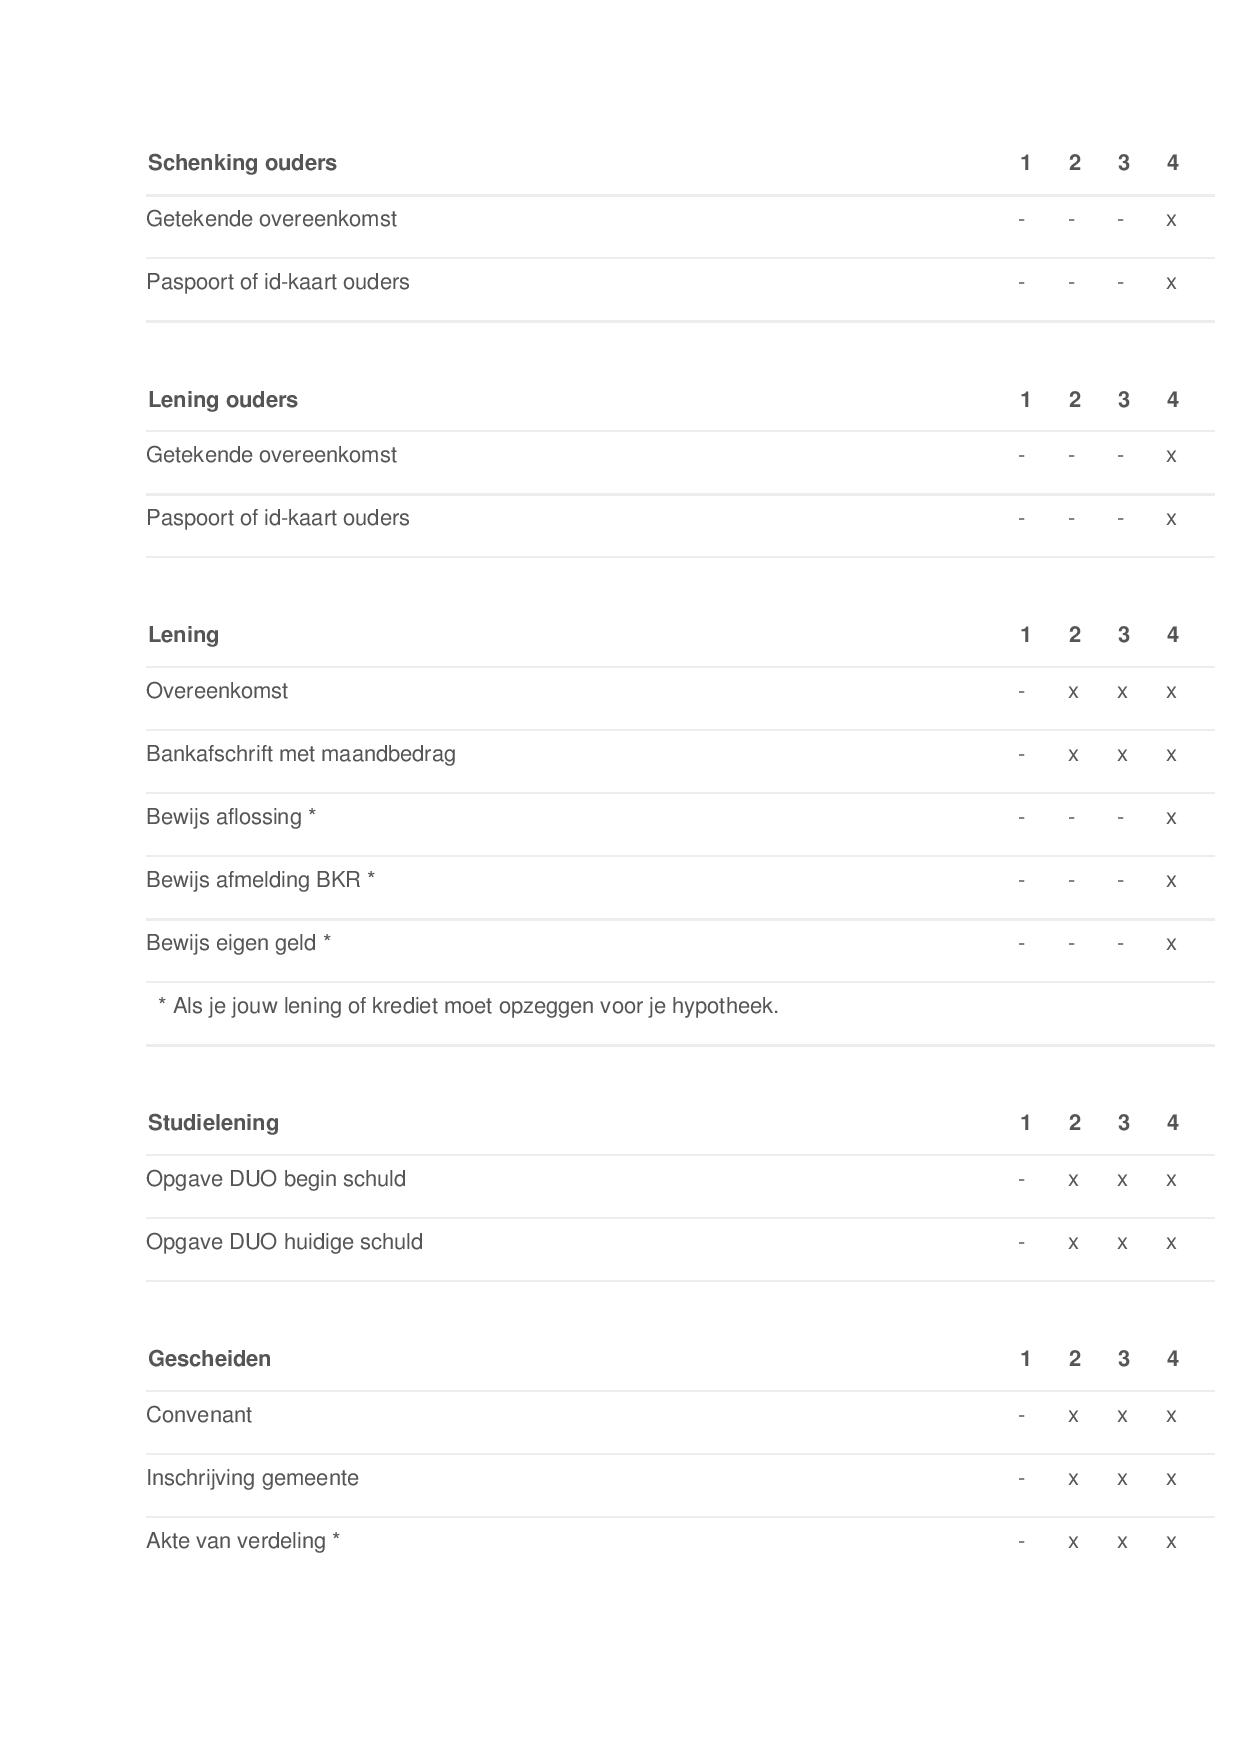 Schenking ouders 1 2 3 4
Getekende overeenkomst - - - x
Paspoort of id-kaart ouders - - - x
Lening ouders 1 2 3 4
Getekende overeenkomst - - - x
Paspoort of id-kaart ouders - - - x
Lening 1 2 3 4
Overeenkomst - x x x
Bankafschrift met maandbedrag - x x x
Bewijs aflossing * - - - x
Bewijs afmelding BKR * - - - x
Bewijs eigen geld * - - - x
* Als je jouw lening of krediet moet opzeggen voor je hypotheek.
Studielening 1 2 3 4
Opgave DUO begin schuld - x x x
Opgave DUO huidige schuld - x x x
Gescheiden 1 2 3 4
Convenant - x x x
Inschrijving gemeente - x x x
Akte van verdeling * - x x x